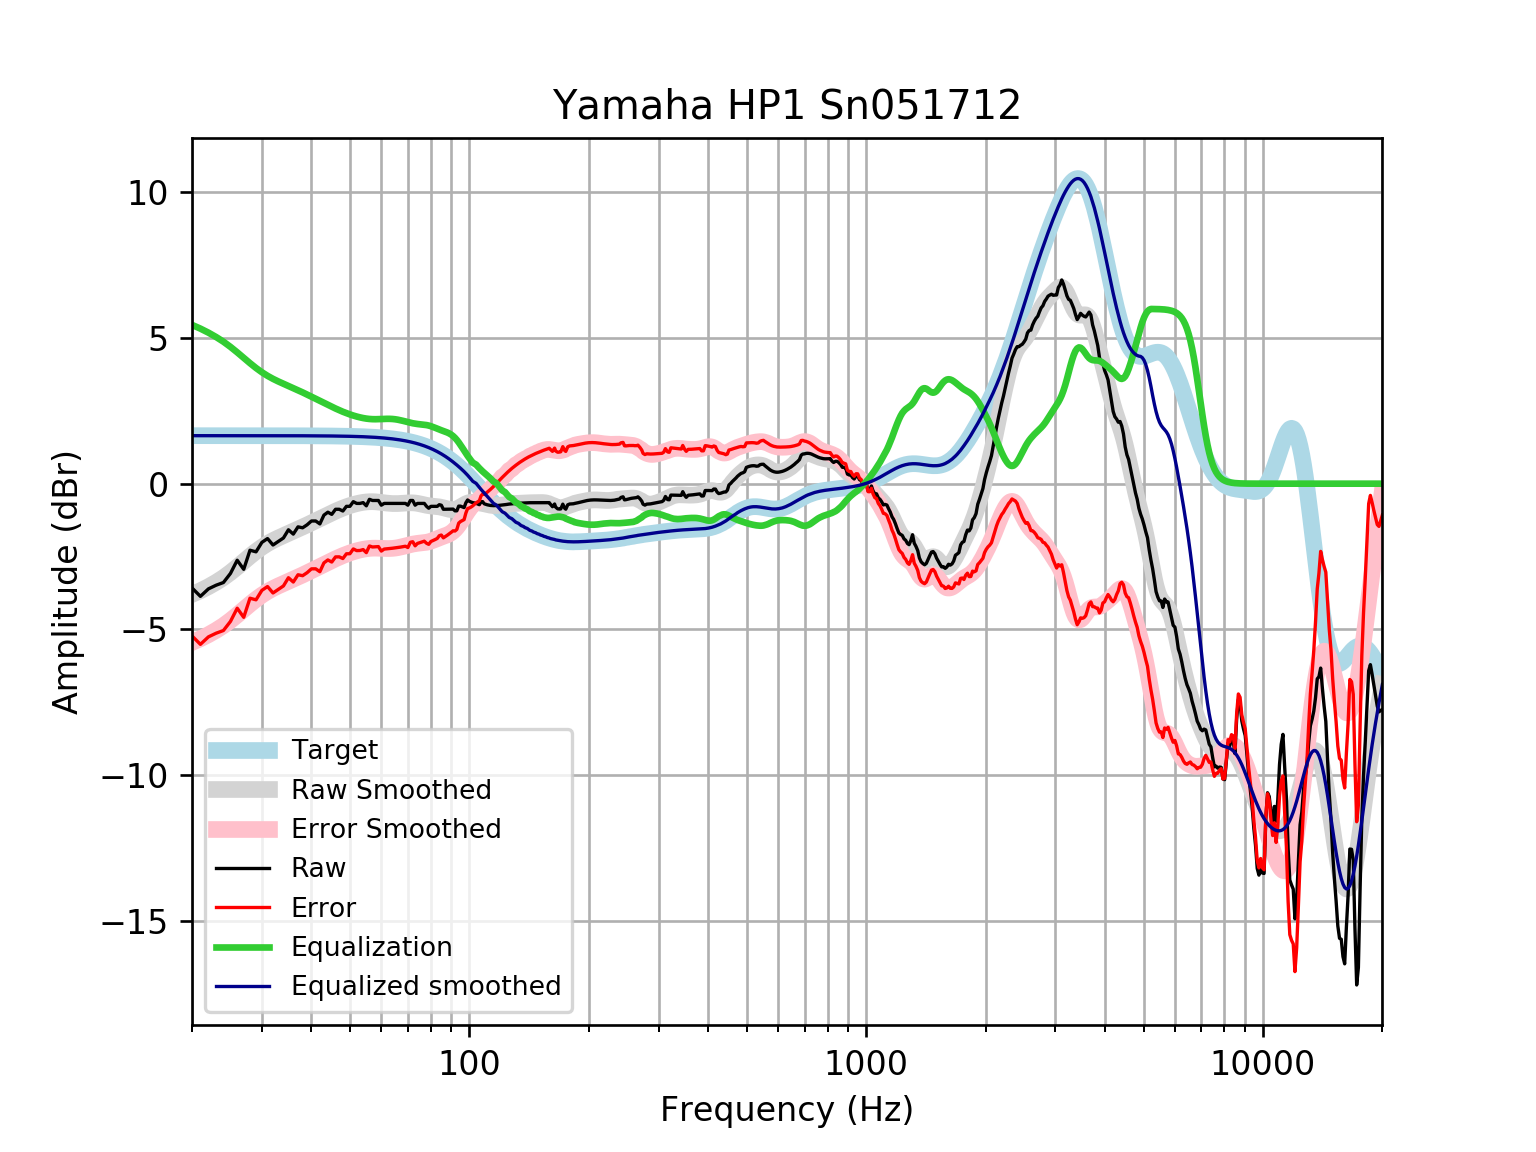 Yamaha HP1 Sn051712
10
5
0
−5
−10
−15
Amplitude (dBr)
Target
Raw Smoothed
Error Smoothed
Raw
Error
Equalization
Equalized smoothed
100
1000
10000
Frequency (Hz)